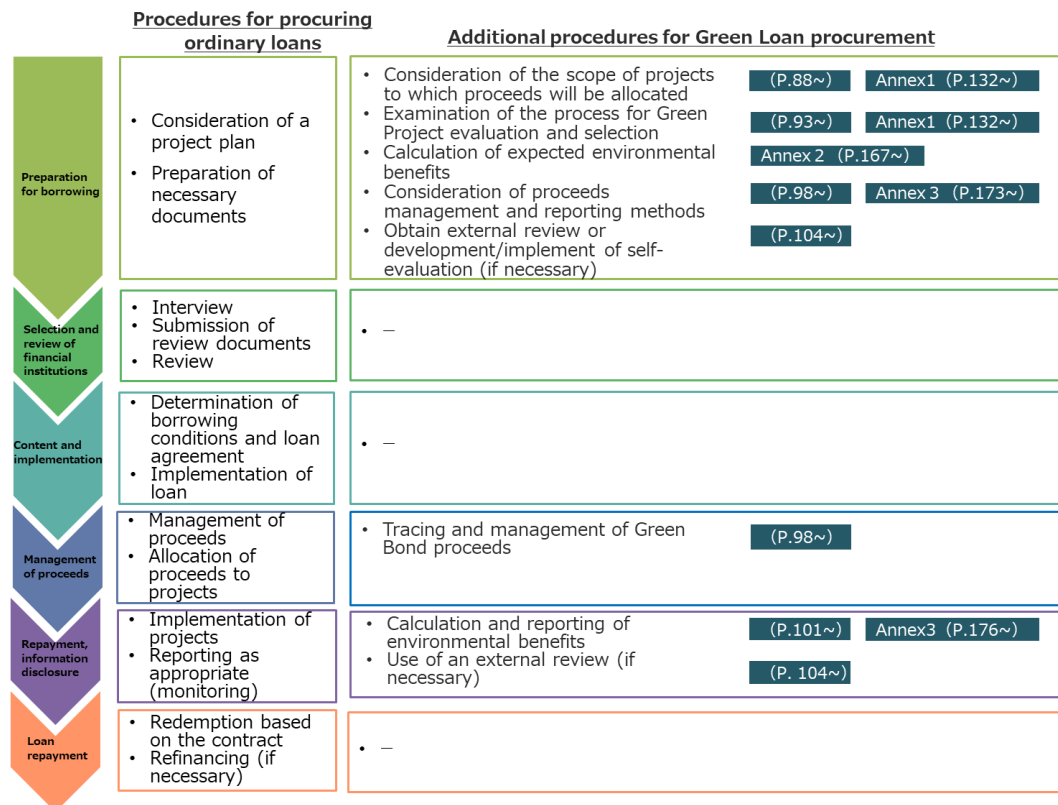 Procedures for procuring
ordinary loans
Additional procedures for Green Loan procurement
Preparation
for borrowing
• Consideration of a
project plan
• Preparation of
necessary
documents
• Consideration of the scope of projects
to which proceeds will be allocated
(P.88~)
Annex1 (P.132~)
• Examination of the process for Green
Project evaluation and selection
(P.93~)
Annex1 (P.132~)
• Calculation of expected environmental
benefits
Annex 2 (P.167~)
• Consideration of proceeds
management and reporting methods
(P.98~)
Annex 3 (P.173~)
• Obtain external review or
development/implement of self-
evaluation (if necessary)
(P.104~)
Selection and
review of
financial
institutions
• Interview
• Submission of
review documents
• Review
• –
Content and
implementation
• Determination of
borrowing
conditions and loan
agreement
• Implementation of
loan
• –
Management
of proceeds
• Management of
proceeds
• Allocation of
proceeds to
projects
• Tracing and management of Green
Bond proceeds
(P.98~)
Repayment,
information
disclosure
• Implementation of
projects
• Reporting as
appropriate
(monitoring)
• Calculation and reporting of
environmental benefits
(P.101~)
Annex3 (P.176~)
• Use of an external review (if
necessary)
(P. 104~)
Loan
repayment
• Redemption based
on the contract
• Refinancing (if
necessary)
• –